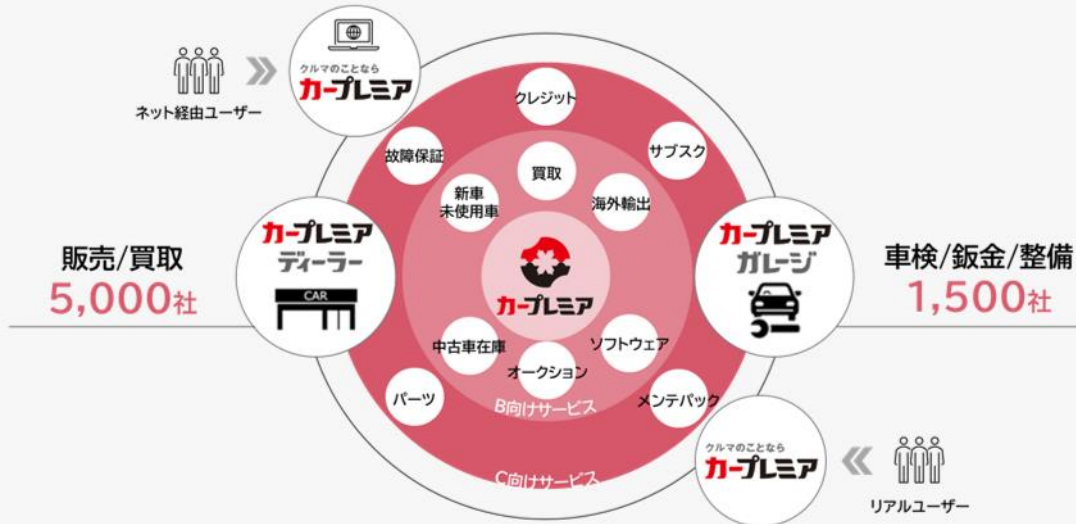 クルマのことなら
カープレミア
ネット経由ユーザー
クレジット
故障保証
サブスク
買取
新車
未使用車
海外輸出
カープレミア
ディーラー
CAR
販売/買取
5,000社
カープレミア
カープレミア
ガレージ
車検/鈑金/整備
1,500社
中古車在庫
ソフトウェア
オークション
パーツ
メンテパック
B向けサービス
C向けサービス
クルマのことなら
カープレミア
リアルユーザー